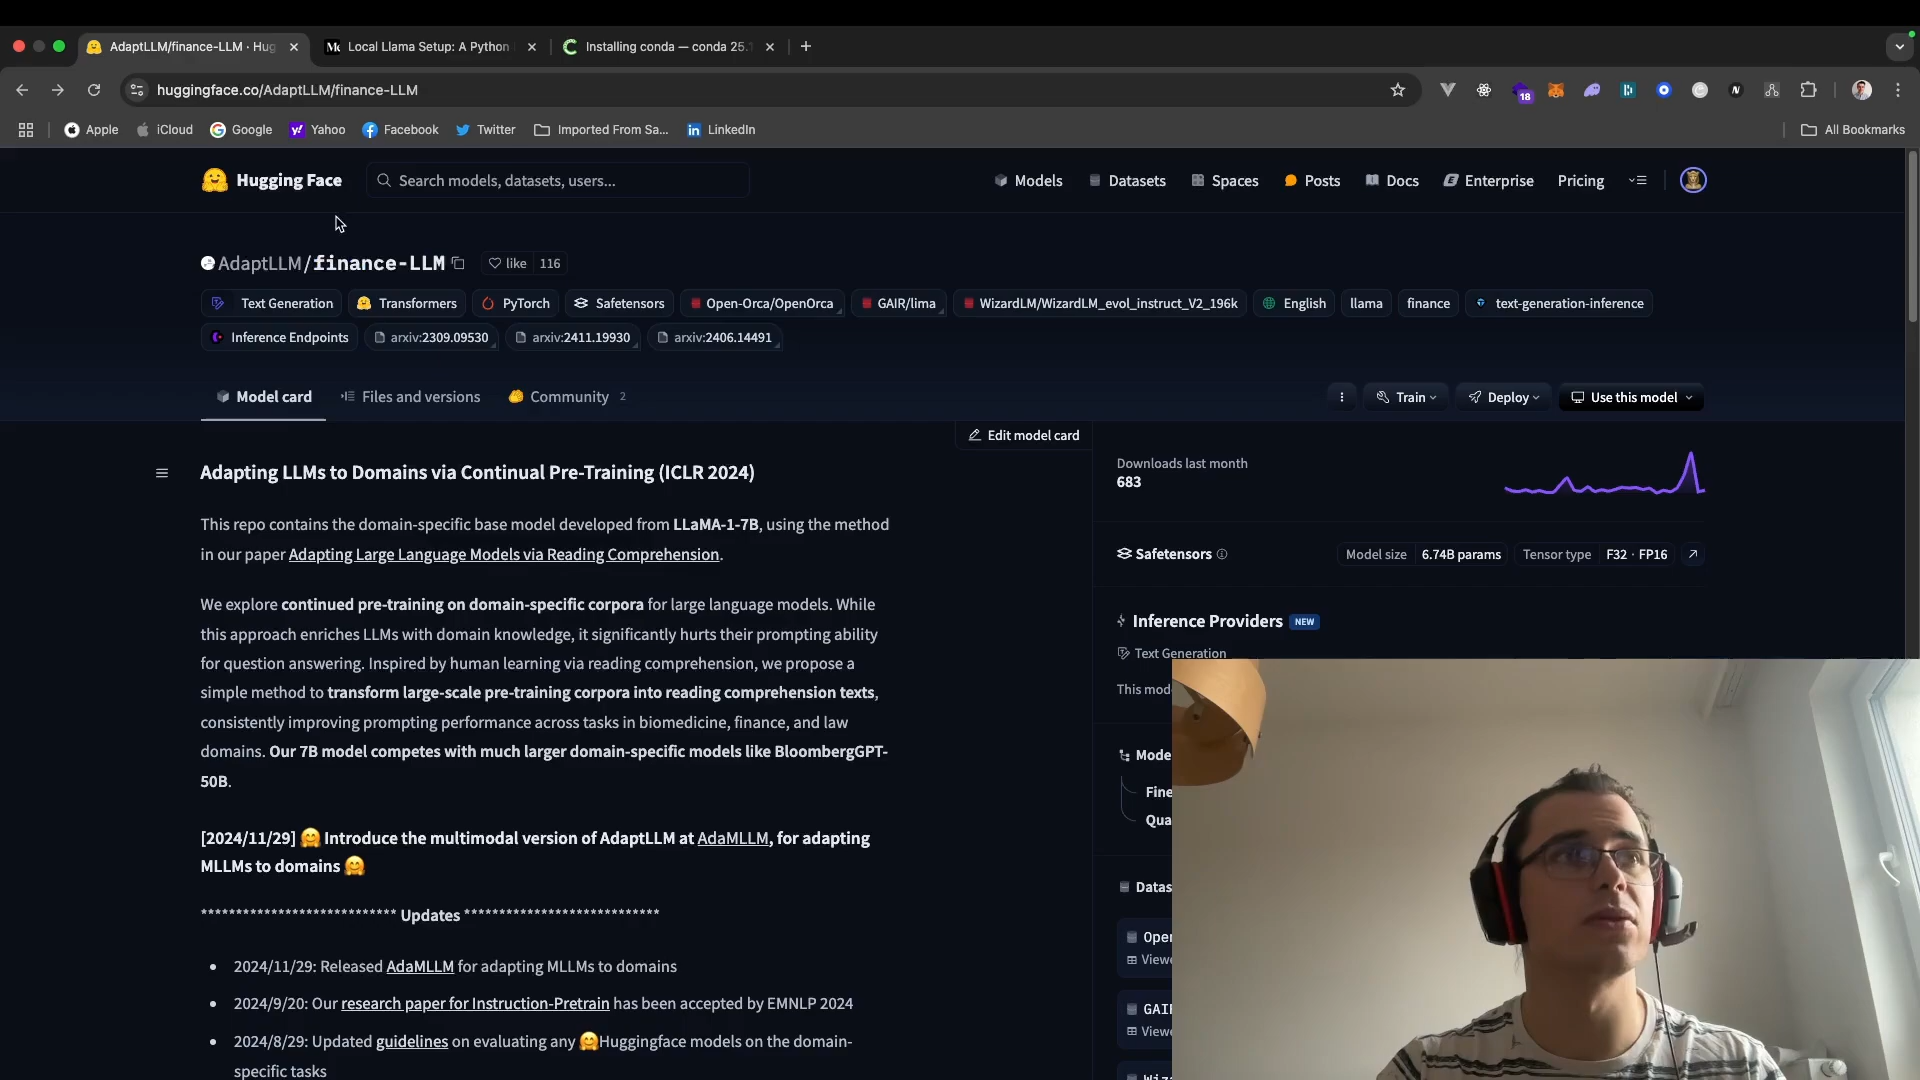 AdaptLLM/finance-LLM · Hug
Local Llama Setup: A Python
Installing conda — conda 25.
huggingface.co/AdaptLLM/finance-LLM
18
Apple iCloud Google Yahoo Facebook Twitter Imported From Sa... LinkedIn All Bookmarks
Hugging Face Search models, datasets, users... Models Datasets Spaces Posts Docs Enterprise Pricing
AdaptLLM/finance-LLM like 116
Text Generation Transformers PyTorch Safetensors Open-Orca/OpenOrca GAIR/lima WizardLM/WizardLM_evol_instruct_V2_196k English llama finance text-generation-inference
Inference Endpoints arxiv:2309.09530 arxiv:2411.19930 arxiv:2406.14491
Model card Files and versions Community 2 Train Deploy Use this model
Edit model card
Adapting LLMs to Domains via Continual Pre-Training (ICLR 2024)
This repo contains the domain-specific base model developed from LLaMA-1-7B, using the method
in our paper Adapting Large Language Models via Reading Comprehension.
We explore continued pre-training on domain-specific corpora for large language models. While
this approach enriches LLMs with domain knowledge, it significantly hurts their prompting ability
for question answering. Inspired by human learning via reading comprehension, we propose a
simple method to transform large-scale pre-training corpora into reading comprehension texts,
consistently improving prompting performance across tasks in biomedicine, finance, and law
domains. Our 7B model competes with much larger domain-specific models like BloombergGPT-
50B.
[2024/11/29] 🤗 Introduce the multimodal version of AdaptLLM at AdaMLLM, for adapting
MLLMs to domains 🤗
**************************** Updates ****************************
• 2024/11/29: Released AdaMLLM for adapting MLLMs to domains
• 2024/9/20: Our research paper for Instruction-Pretrain has been accepted by EMNLP 2024
• 2024/8/29: Updated guidelines on evaluating any 🤗Huggingface models on the domain-
specific tasks
Downloads last month
683
Safetensors Model size 6.74B params Tensor type F32 · FP16
Inference Providers NEW
Text Generation
This mod
Mode
Fine
Qua
Datas
Open
Viewe
GAIR
Viewe